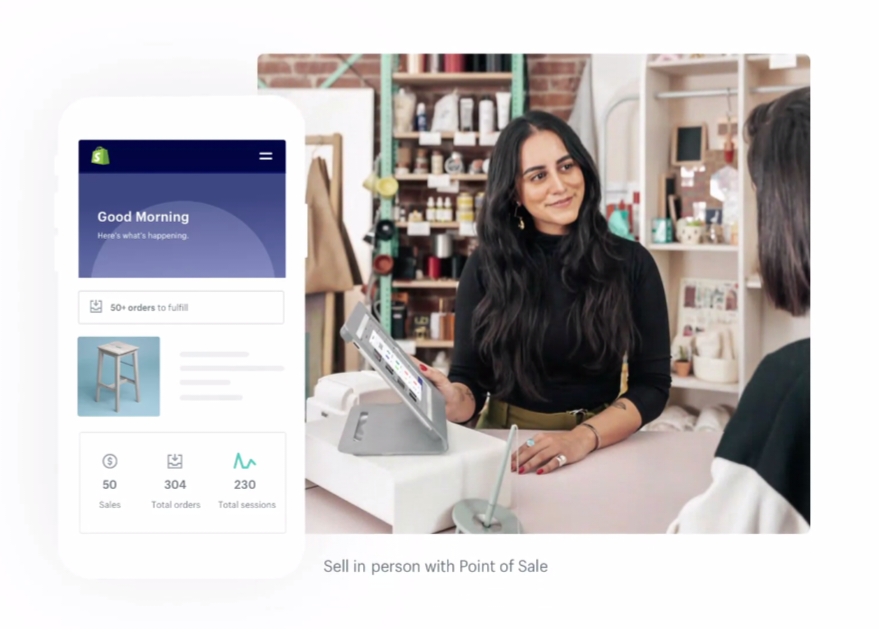 Good Morning
Here's what's happening.
50+ orders to fulfill
50
Sales
304
Total orders
230
Total sessions
Sell in person with Point of Sale